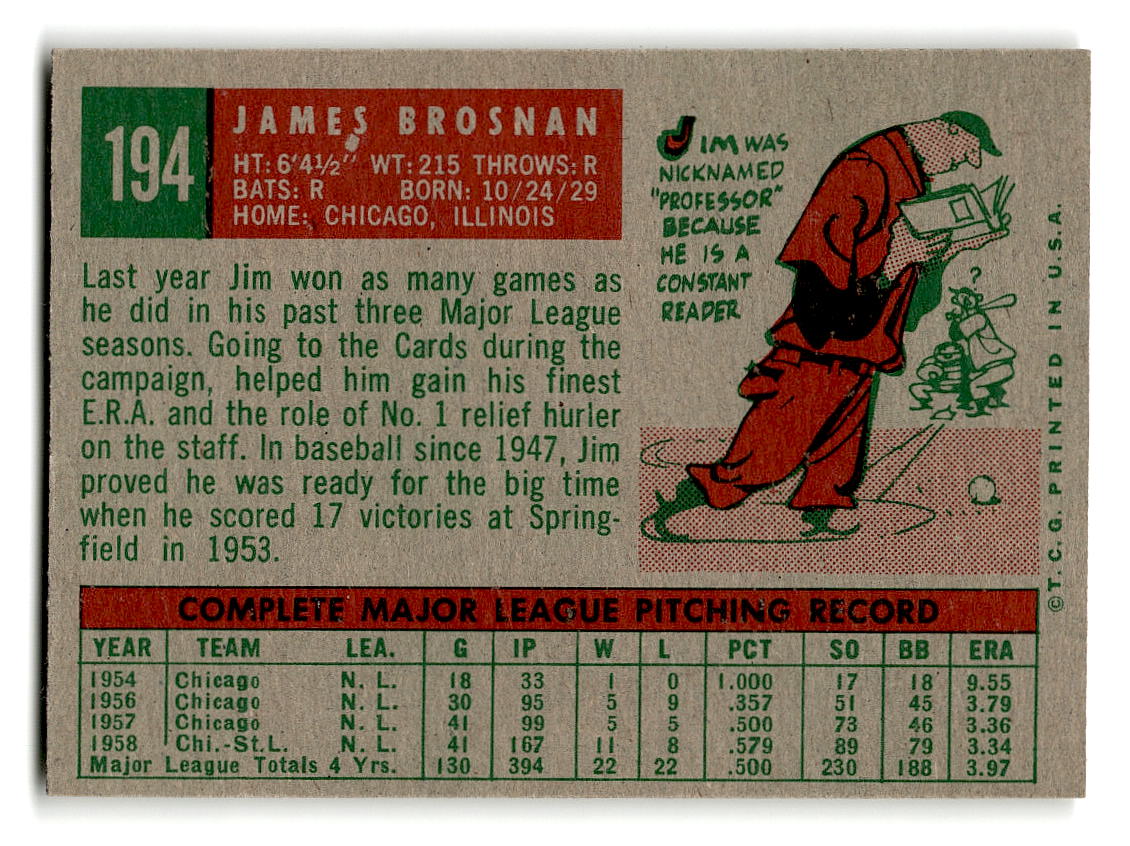 194
JAMES BROSNAN
HT: 6'4½" WT: 215 THROWS: R
BATS: R BORN: 10/24/29
HOME: CHICAGO, ILLINOIS
Last year Jim won as many games as
he did in his past three Major League
seasons. Going to the Cards during the
campaign, helped him gain his finest
E.R.A. and the role of No. 1 relief hurler
on the staff. In baseball since 1947, Jim
proved he was ready for the big time
when he scored 17 victories at Spring-
field in 1953.
JIM WAS
NICKNAMED
"PROFESSOR"
BECAUSE
HE IS A
CONSTANT
READER
?
© T. C. G. PRINTED IN U.S.A.
COMPLETE MAJOR LEAGUE PITCHING RECORD
YEAR TEAM LEA. G IP W L PCT SO BB ERA
1954 Chicago N. L. 18 33 1 0 1.000 17 18 9.55
1956 Chicago N. L. 30 95 5 9 .357 51 45 3.79
1957 Chicago N. L. 41 99 5 5 .500 73 46 3.36
1958 Chi.-St.L. N. L. 41 167 11 8 .579 89 79 3.34
Major League Totals 4 Yrs. 130 394 22 22 .500 230 188 3.97